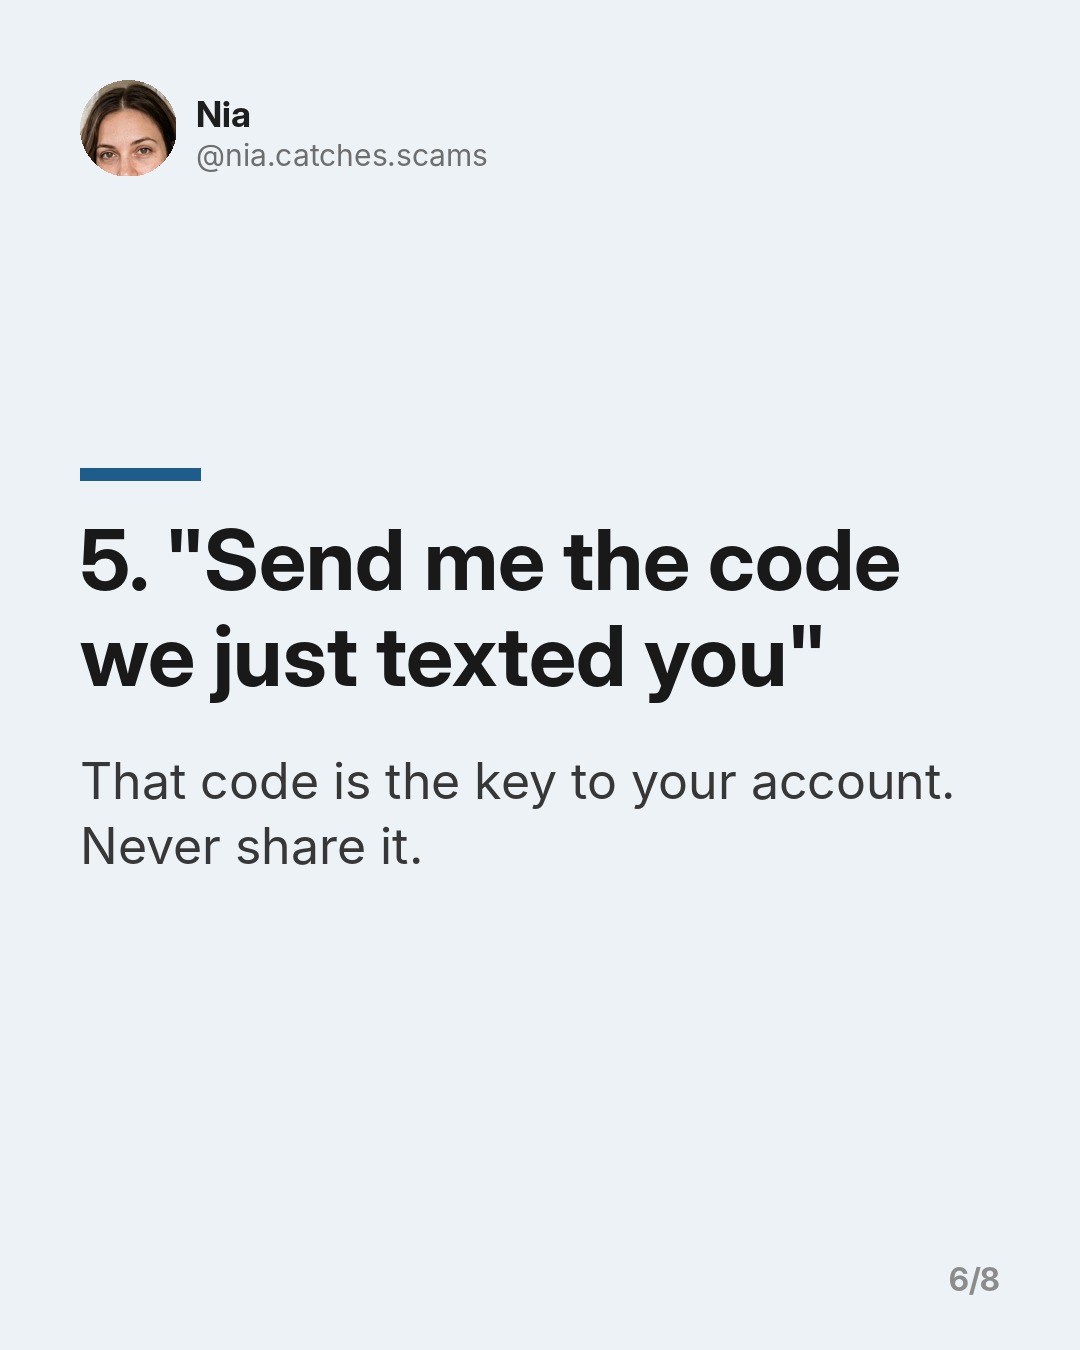 Nia
@nia.catches.scams
5. "Send me the code
we just texted you"
That code is the key to your account.
Never share it.
6/8